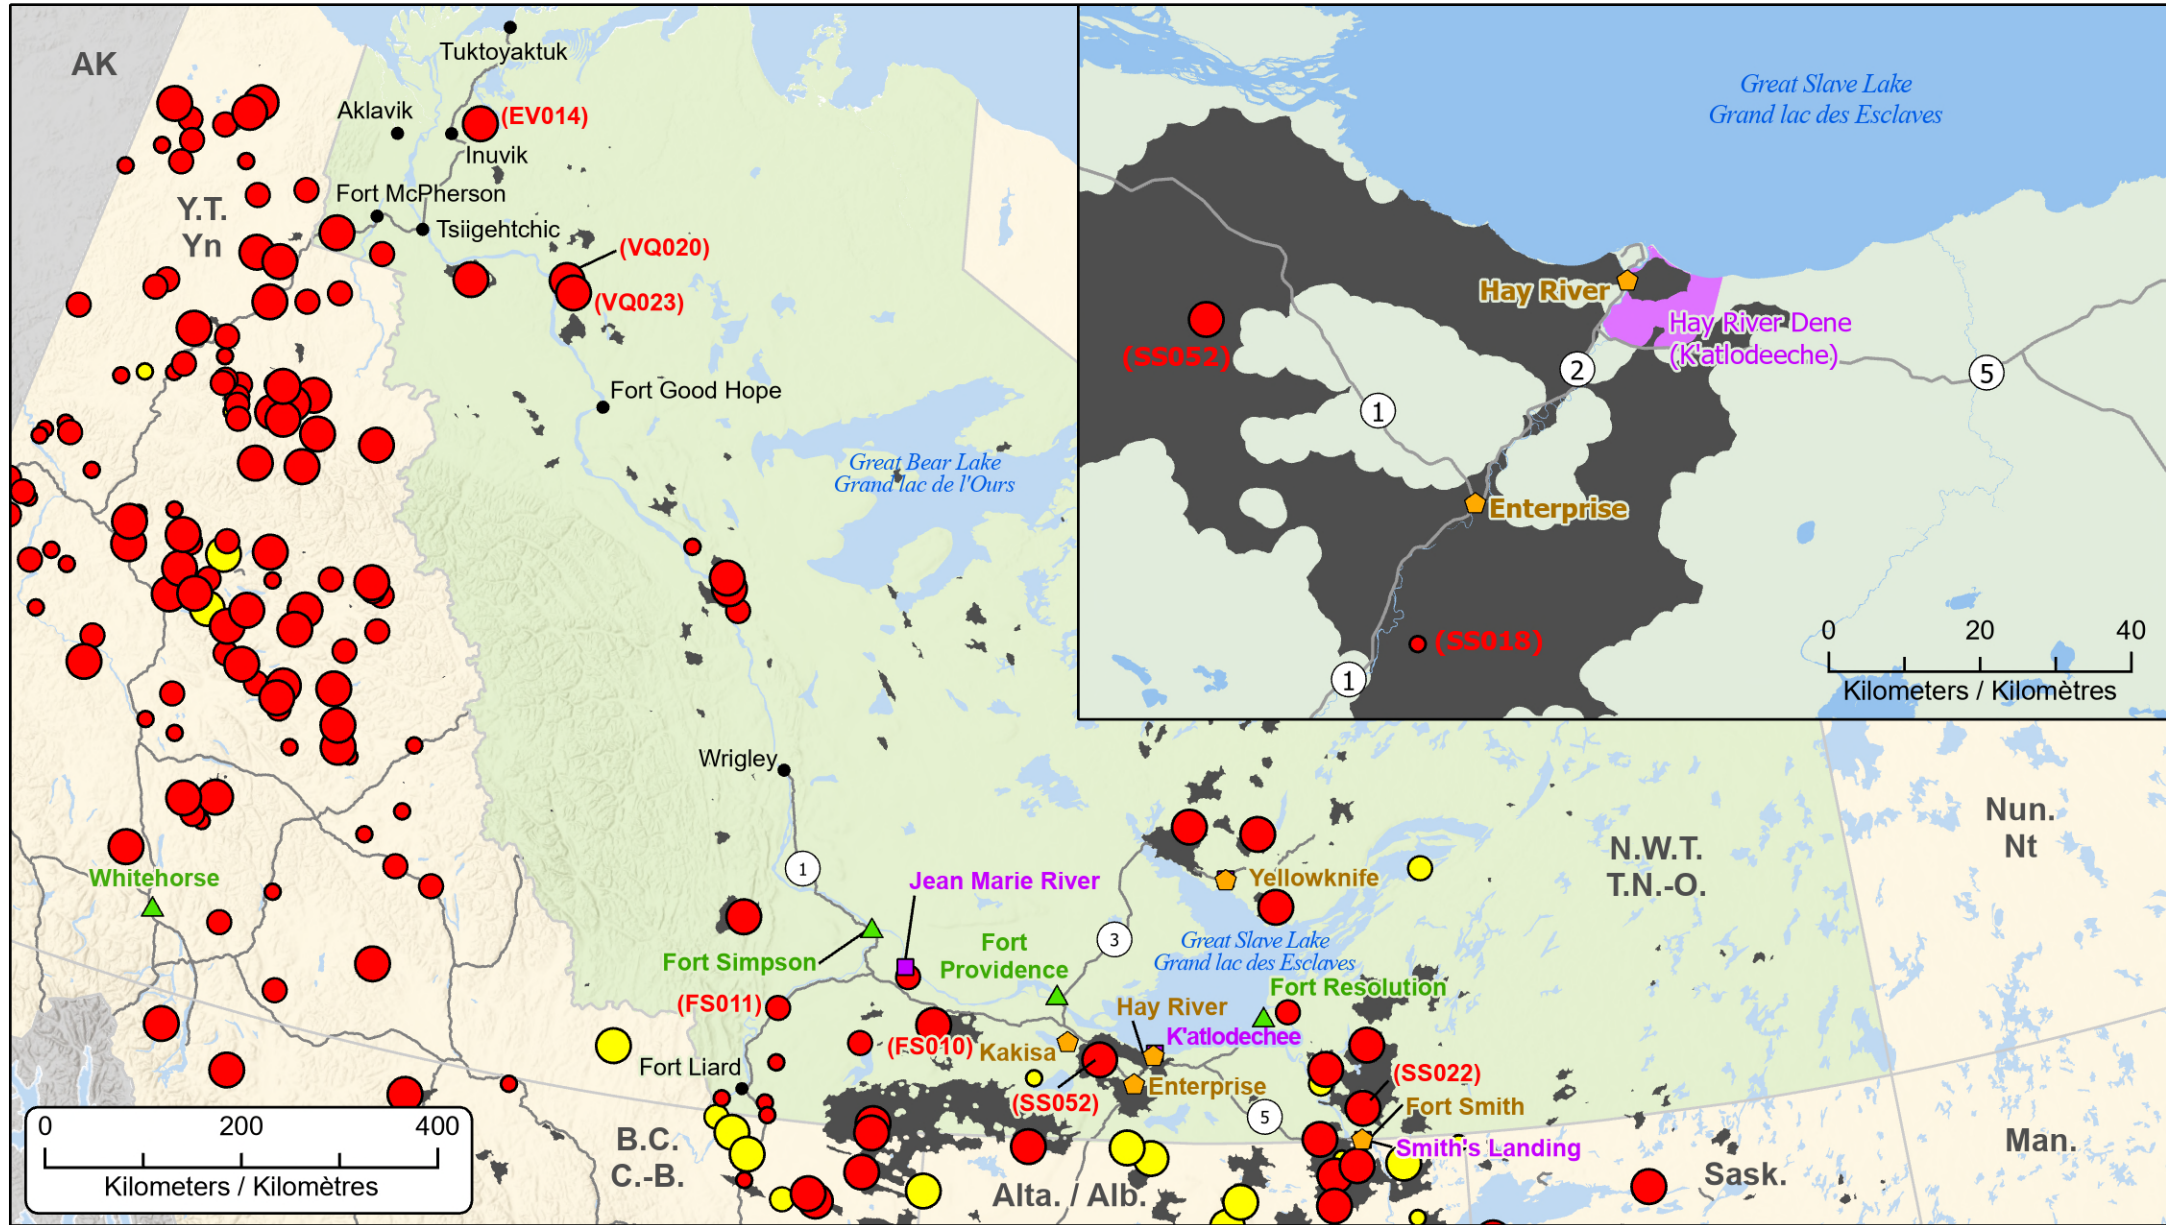 AK
Tuktoyaktuk
Aklavik
(EV014)
Inuvik
Y.T.
Yn
Fort McPherson
Tsiigehtchic
(VQ020)
(VQ023)
Fort Good Hope
Great Bear Lake
Grand lac de l'Ours
Wrigley
1
Whitehorse
Jean Marie River
Fort Simpson
Fort
Providence
3
Yellowknife
Great Slave Lake
Grand lac des Esclaves
Fort Resolution
(FS011)
Hay River
K'atlodechee
(FS010)
Kakisa
Fort Liard
Enterprise
(SS052)
(SS022)
Fort Smith
5
Smith's Landing
N.W.T.
T.N.-O.
Nun.
Nt
B.C.
C.-B.
Alta. / Alb.
Sask.
Man.
0 200 400
Kilometers / Kilomètres
Great Slave Lake
Grand lac des Esclaves
Hay River
Hay River Dene
(K'atlodeeche)
(SS052)
2
5
1
Enterprise
(SS018)
1
0 20 40
Kilometers / Kilomètres